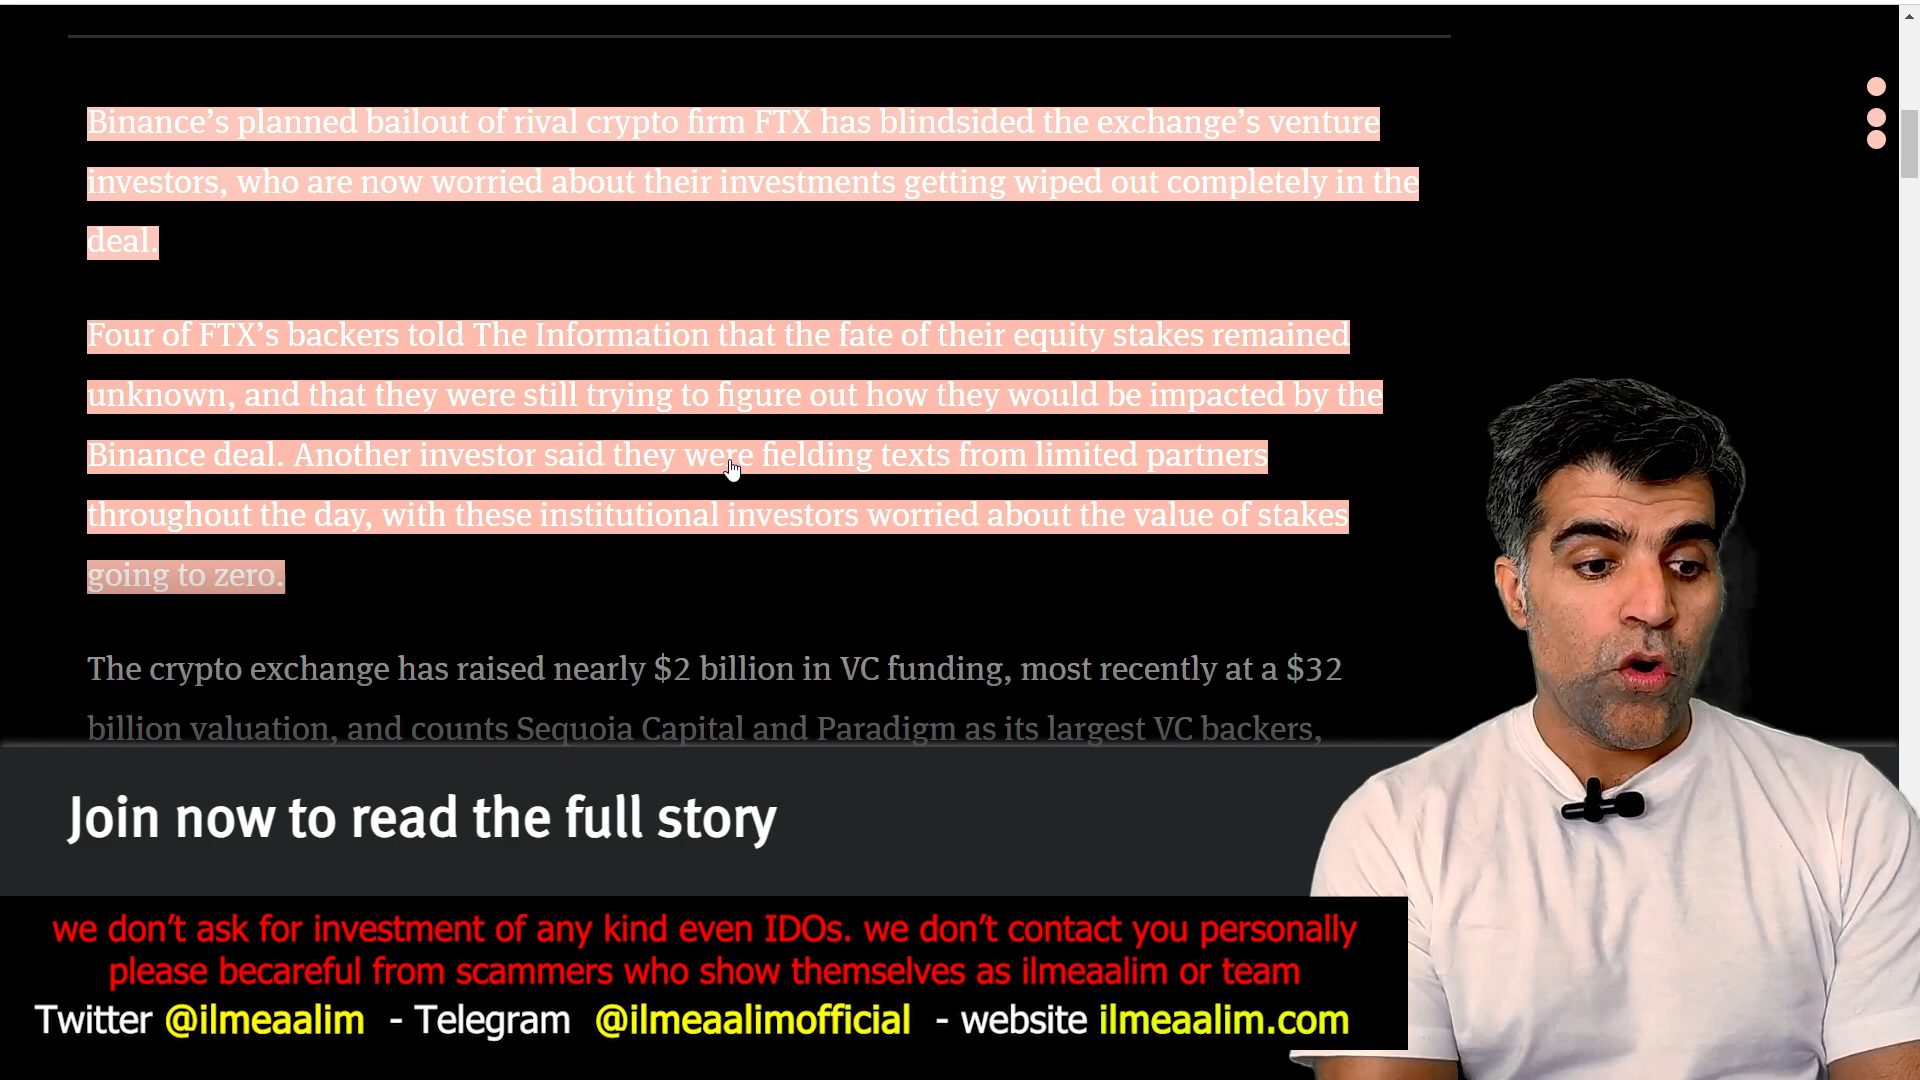 Binance’s planned bailout of rival crypto firm FTX has blindsided the exchange’s venture
investors, who are now worried about their investments getting wiped out completely in the
deal.
Four of FTX’s backers told The Information that the fate of their equity stakes remained
unknown, and that they were still trying to figure out how they would be impacted by the
Binance deal. Another investor said they were fielding texts from limited partners
throughout the day, with these institutional investors worried about the value of stakes
going to zero.
The crypto exchange has raised nearly $2 billion in VC funding, most recently at a $32
billion valuation, and counts Sequoia Capital and Paradigm as its largest VC backers,
Join now to read the full story
we don’t ask for investment of any kind even IDOs. we don’t contact you personally
please becareful from scammers who show themselves as ilmeaalim or team
Twitter @ilmeaalim - Telegram @ilmeaalimofficial - website ilmeaalim.com